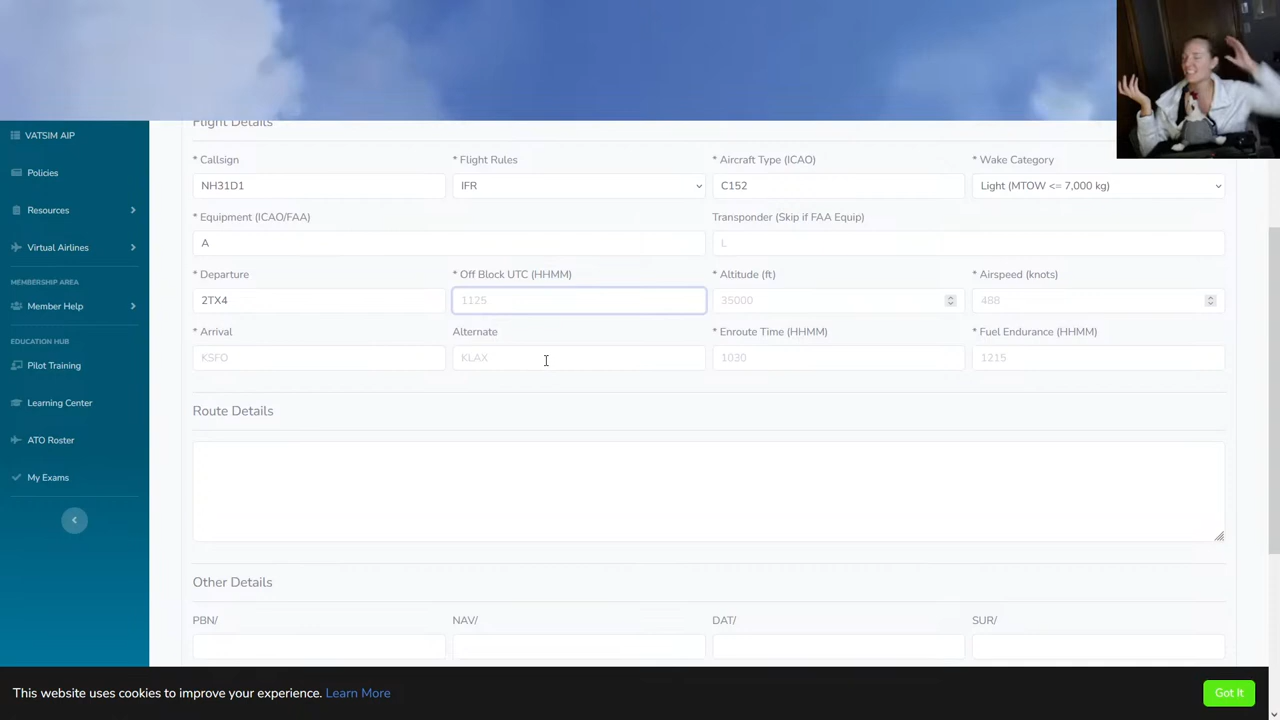 VATSIM AIP
Policies
Resources
Virtual Airlines
MEMBERSHIP AREA
Member Help
EDUCATION HUB
Pilot Training
Learning Center
ATO Roster
My Exams
Flight Details
* Callsign
* Flight Rules
* Aircraft Type (ICAO)
* Wake Category
NH31D1
IFR
C152
Light (MTOW <= 7,000 kg)
* Equipment (ICAO/FAA)
Transponder (Skip if FAA Equip)
A
L
* Departure
* Off Block UTC (HHMM)
* Altitude (ft)
* Airspeed (knots)
2TX4
1125
35000
488
* Arrival
Alternate
* Enroute Time (HHMM)
* Fuel Endurance (HHMM)
KSFO
KLAX
1030
1215
Route Details
Other Details
PBN/
NAV/
DAT/
SUR/
This website uses cookies to improve your experience. Learn More
Got It